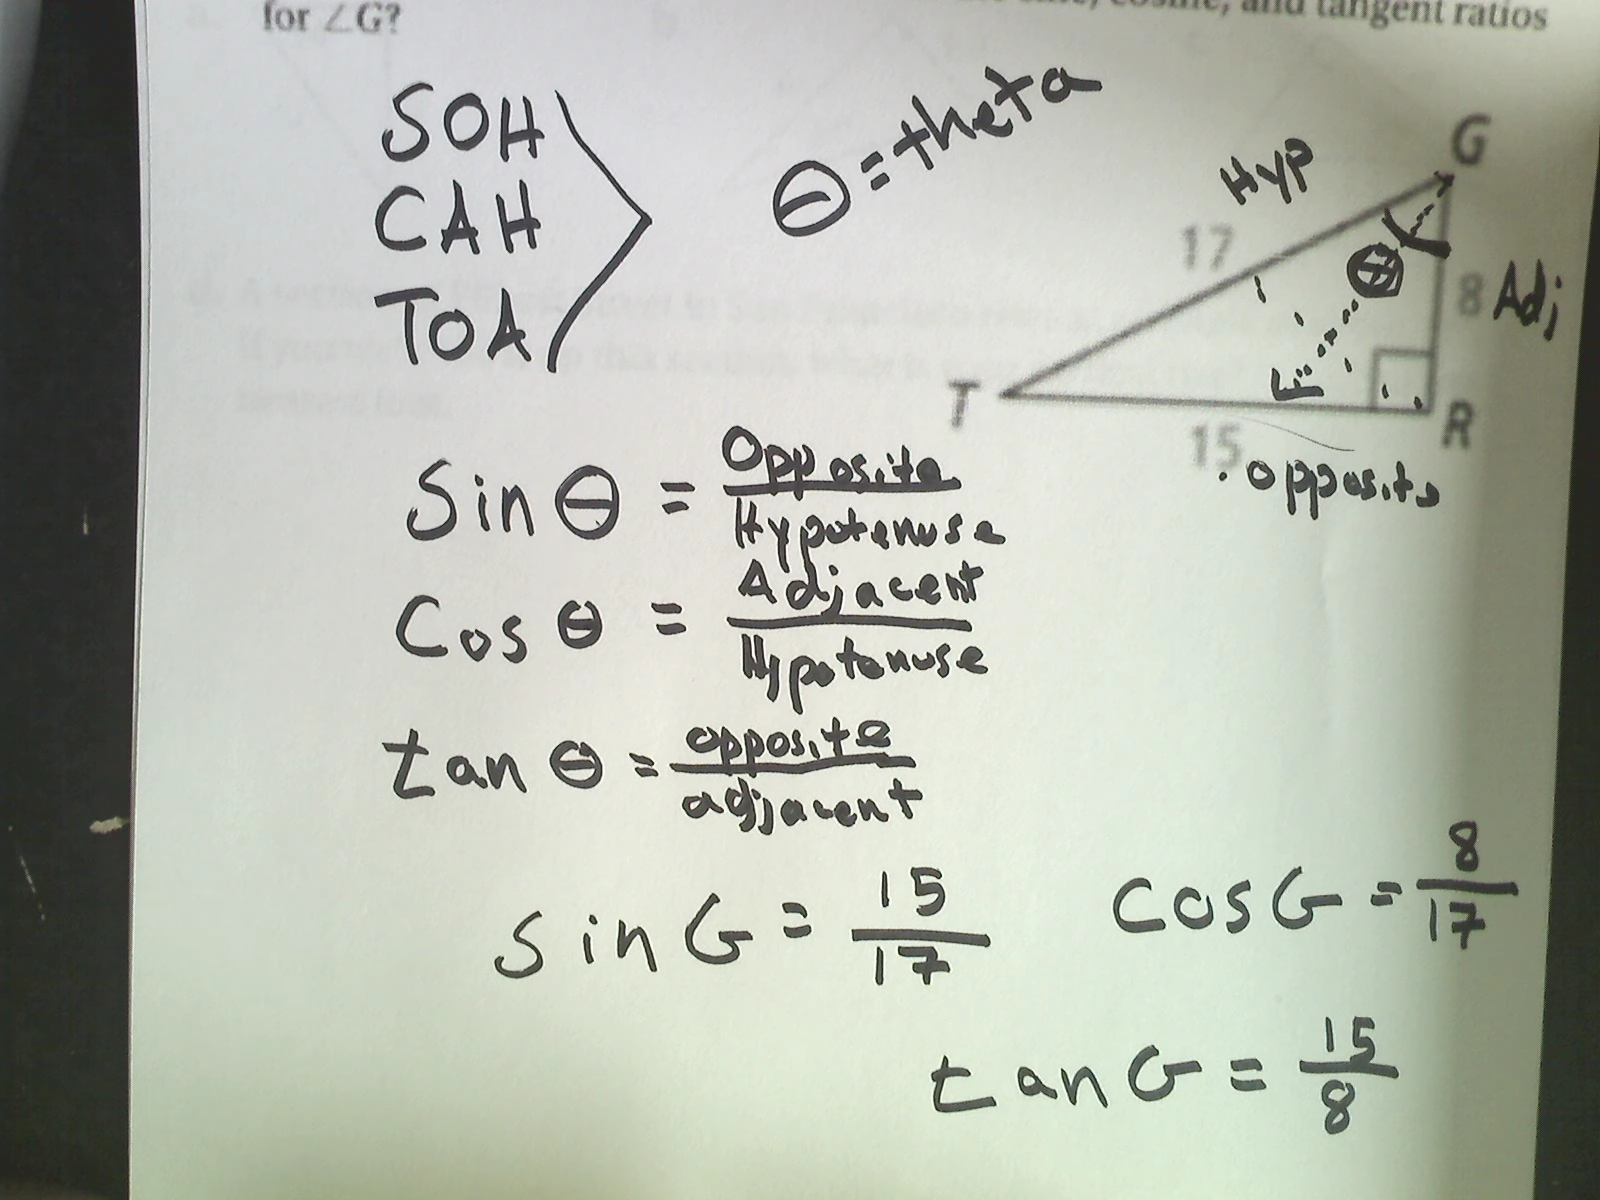 cosine, and tangent ratios
for ∠G?
SOH
CAH
TOA
θ = theta
G
Hyp
17
θ
8 Adj
T
R
15
opposite
Sin θ = Opposite / Hypotenuse
Cos θ = Adjacent / Hypotenuse
tan θ = opposite / adjacent
sin G = 15 / 17
cos G = 8 / 17
tan G = 15 / 8